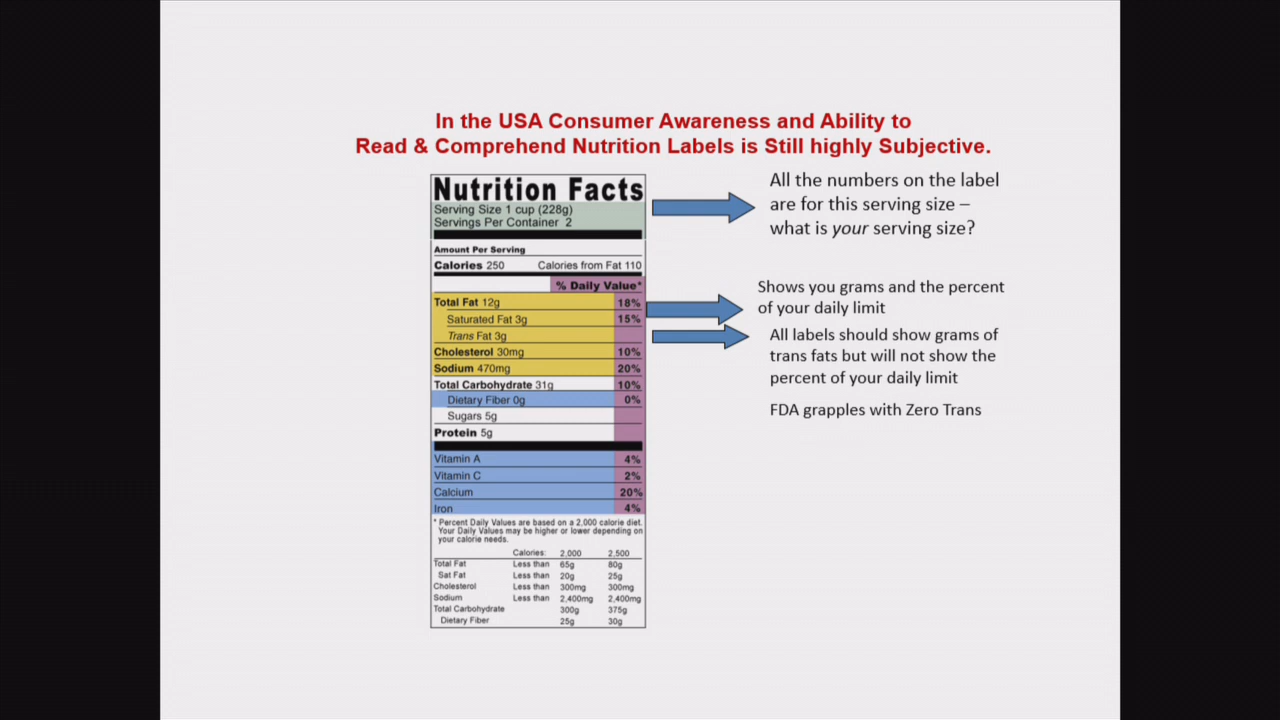 In the USA Consumer Awareness and Ability to
Read & Comprehend Nutrition Labels is Still highly Subjective.
Nutrition Facts
Serving Size 1 cup (228g)
Servings Per Container 2
Amount Per Serving
Calories 250 Calories from Fat 110
% Daily Value*
Total Fat 12g 18%
Saturated Fat 3g 15%
Trans Fat 3g
Cholesterol 30mg 10%
Sodium 470mg 20%
Total Carbohydrate 31g 10%
Dietary Fiber 0g 0%
Sugars 5g
Protein 5g
Vitamin A 4%
Vitamin C 2%
Calcium 20%
Iron 4%
* Percent Daily Values are based on a 2,000 calorie diet.
Your Daily Values may be higher or lower depending on
your calorie needs.
Calories: 2,000 2,500
Total Fat Less than 65g 80g
Sat Fat Less than 20g 25g
Cholesterol Less than 300mg 300mg
Sodium Less than 2,400mg 2,400mg
Total Carbohydrate 300g 375g
Dietary Fiber 25g 30g
All the numbers on the label
are for this serving size –
what is your serving size?
Shows you grams and the percent
of your daily limit
All labels should show grams of
trans fats but will not show the
percent of your daily limit
FDA grapples with Zero Trans